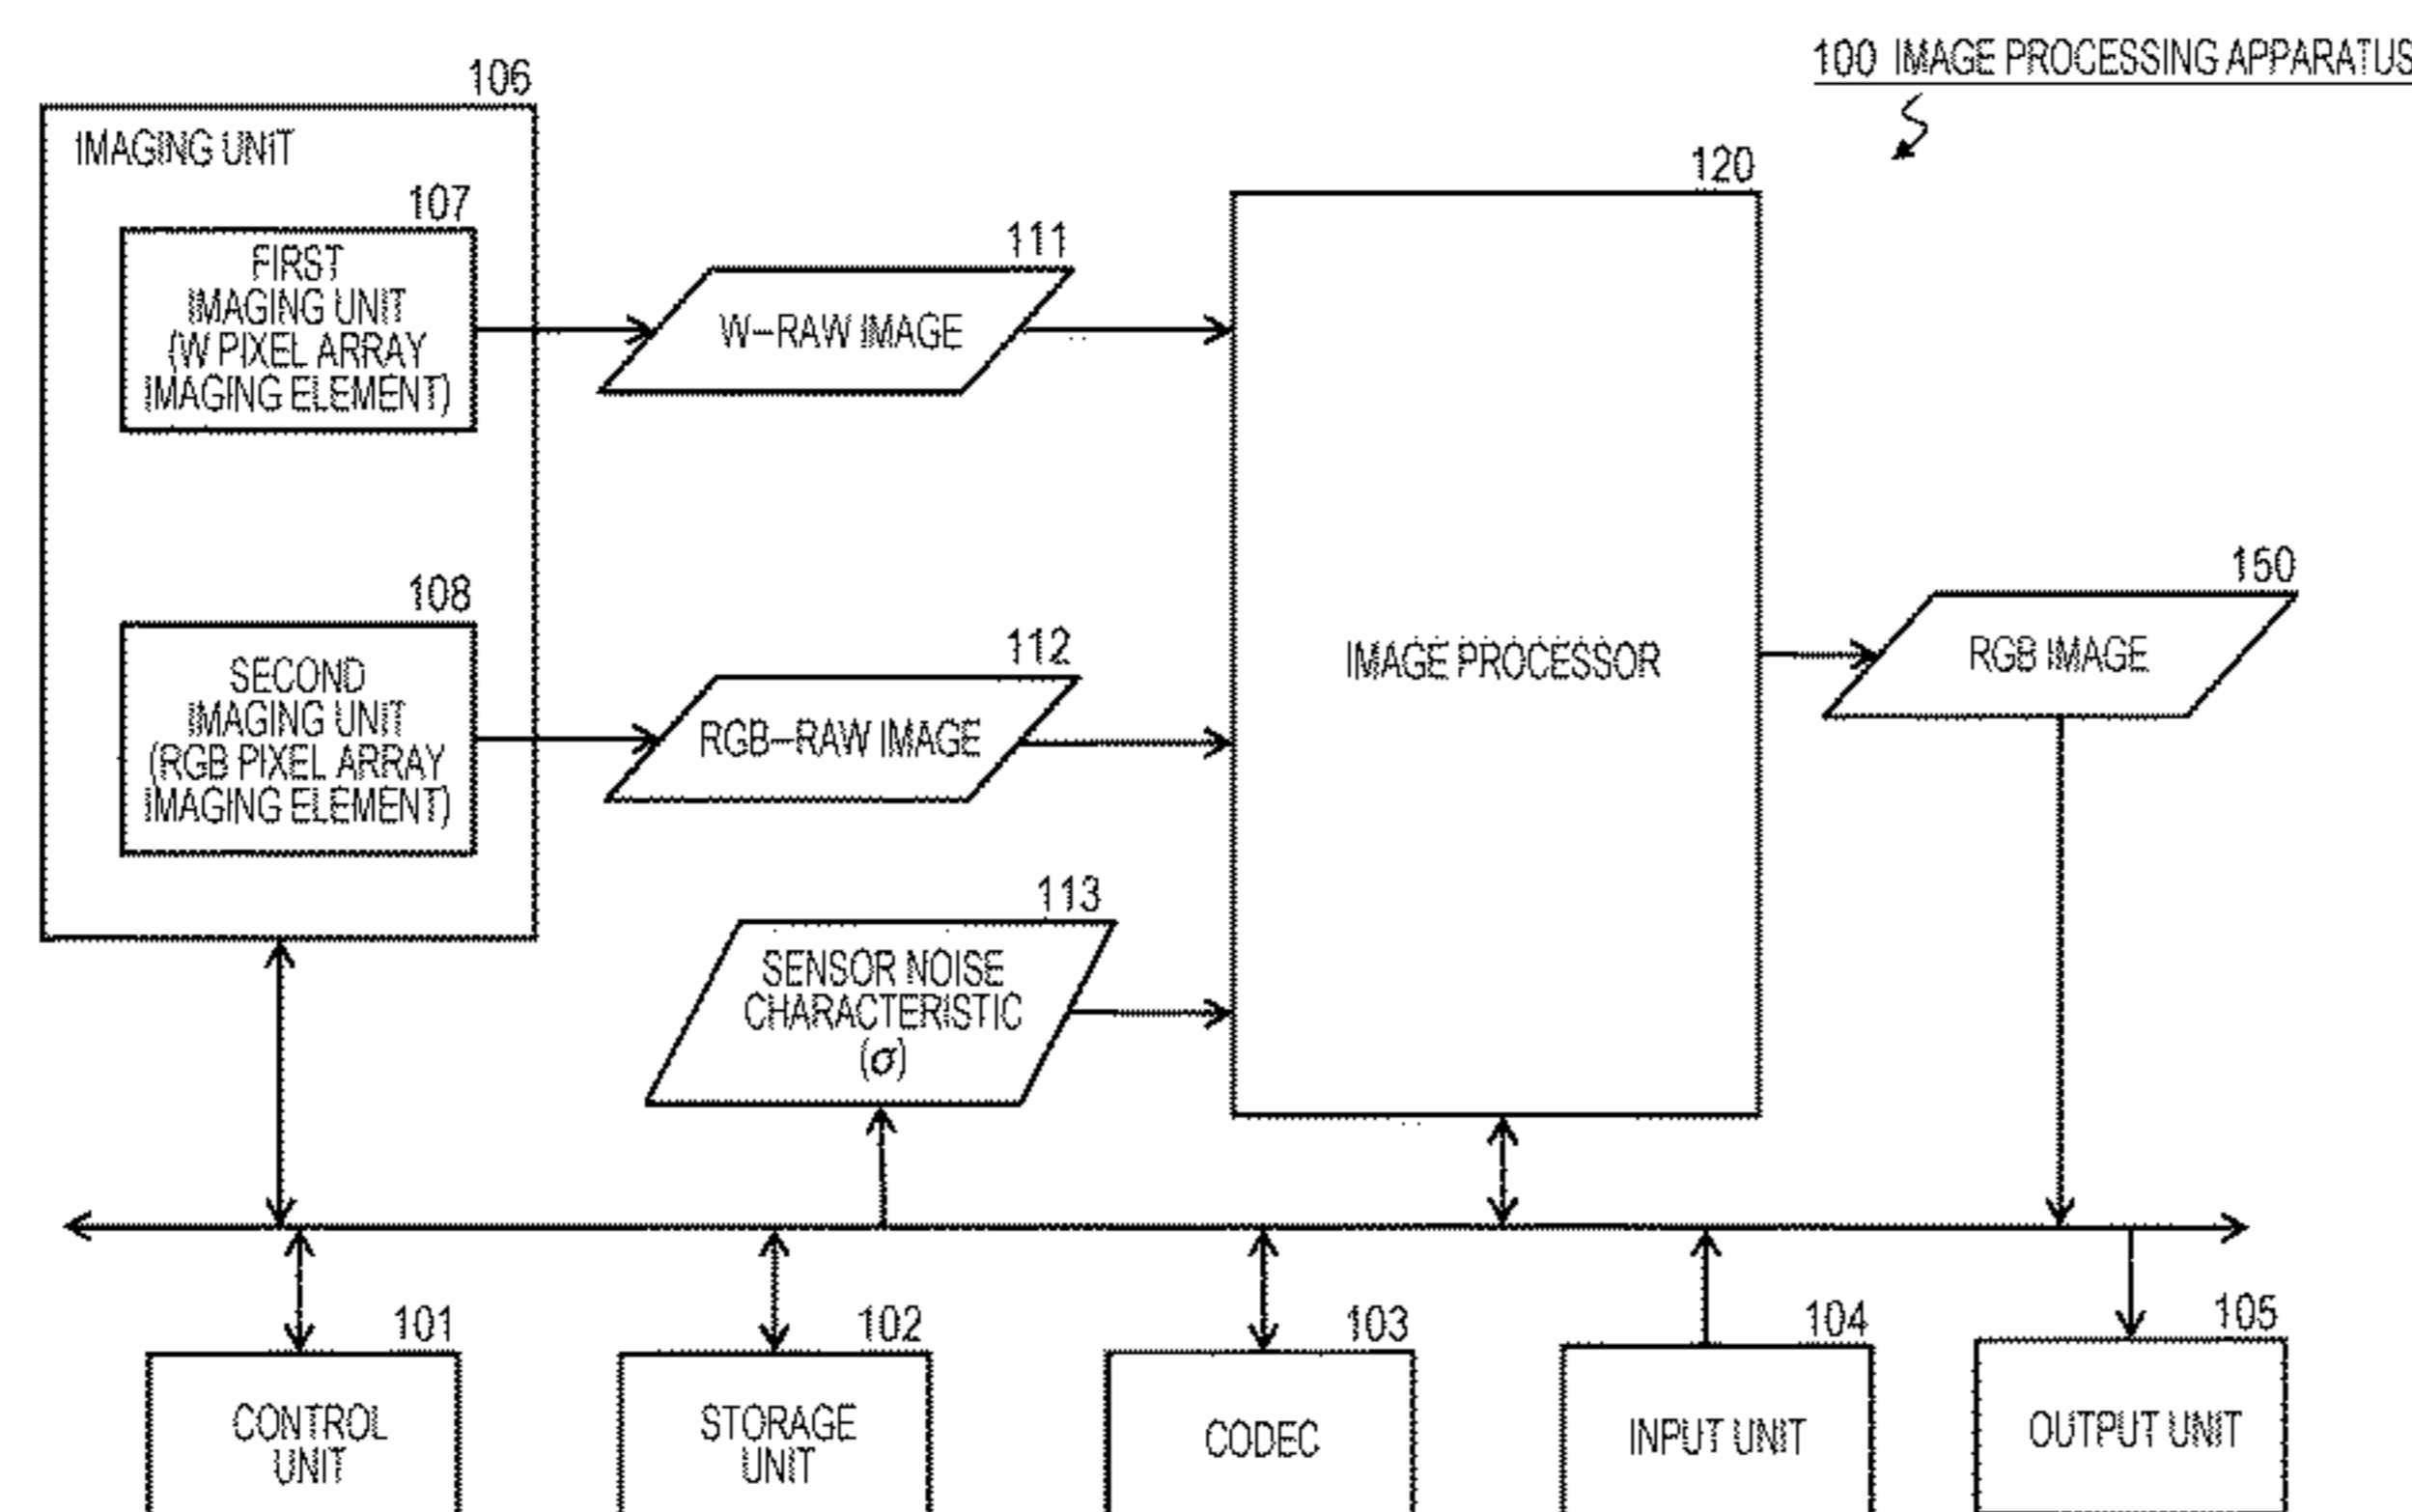 100 IMAGE PROCESSING APPARATUS
106
IMAGING UNIT
107
FIRST
IMAGING UNIT
(W PIXEL ARRAY
IMAGING ELEMENT)
111
W-RAW IMAGE
120
IMAGE PROCESSOR
108
SECOND
IMAGING UNIT
(RGB PIXEL ARRAY
IMAGING ELEMENT)
112
RGB-RAW IMAGE
150
RGB IMAGE
113
SENSOR NOISE
CHARACTERISTIC
(σ)
101
CONTROL
UNIT
102
STORAGE
UNIT
103
CODEC
104
INPUT UNIT
105
OUTPUT UNIT